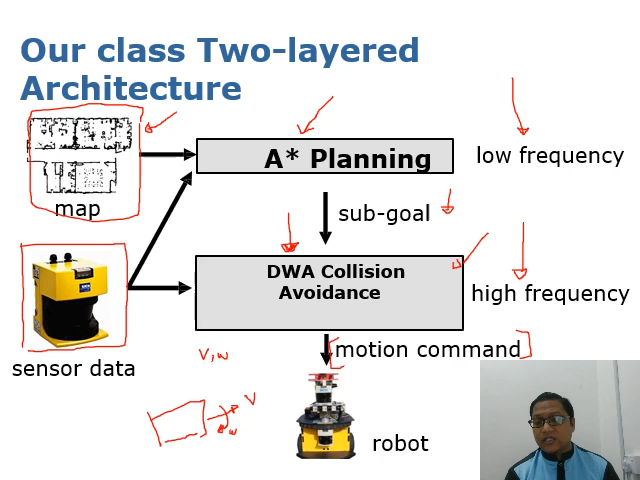 Our class Two-layered
Architecture
A* Planning
low frequency
map
sub-goal
DWA Collision
Avoidance
high frequency
v, w
motion command
sensor data
v
w
robot